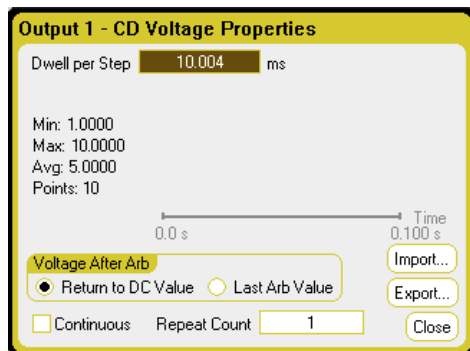 Output 1 - CD Voltage Properties
Dwell per Step 10.004 ms
Min: 1.0000
Max: 10.0000
Avg: 5.0000
Points: 10
Time
0.0 s 0.100 s
Voltage After Arb
Return to DC Value Last Arb Value
Import...
Export...
Continuous Repeat Count 1 Close